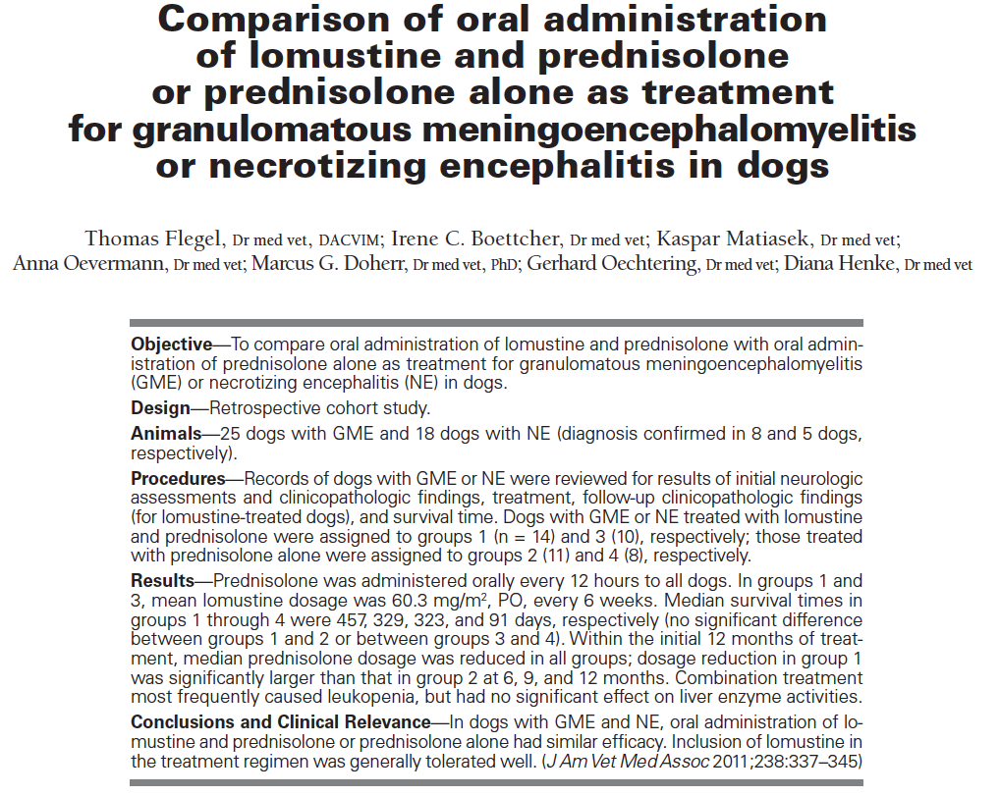 Comparison of oral administration
of lomustine and prednisolone
or prednisolone alone as treatment
for granulomatous meningoencephalomyelitis
or necrotizing encephalitis in dogs
Thomas Flegel, Dr med vet, DACVIM; Irene C. Boettcher, Dr med vet; Kaspar Matiasek, Dr med vet;
Anna Oevermann, Dr med vet; Marcus G. Doherr, Dr med vet, PhD; Gerhard Oechtering, Dr med vet; Diana Henke, Dr med vet
Objective—To compare oral administration of lomustine and prednisolone with oral admin-
istration of prednisolone alone as treatment for granulomatous meningoencephalomyelitis
(GME) or necrotizing encephalitis (NE) in dogs.
Design—Retrospective cohort study.
Animals—25 dogs with GME and 18 dogs with NE (diagnosis confirmed in 8 and 5 dogs,
respectively).
Procedures—Records of dogs with GME or NE were reviewed for results of initial neurologic
assessments and clinicopathologic findings, treatment, follow-up clinicopathologic findings
(for lomustine-treated dogs), and survival time. Dogs with GME or NE treated with lomustine
and prednisolone were assigned to groups 1 (n = 14) and 3 (10), respectively; those treated
with prednisolone alone were assigned to groups 2 (11) and 4 (8), respectively.
Results—Prednisolone was administered orally every 12 hours to all dogs. In groups 1 and
3, mean lomustine dosage was 60.3 mg/m², PO, every 6 weeks. Median survival times in
groups 1 through 4 were 457, 329, 323, and 91 days, respectively (no significant difference
between groups 1 and 2 or between groups 3 and 4). Within the initial 12 months of treat-
ment, median prednisolone dosage was reduced in all groups; dosage reduction in group 1
was significantly larger than that in group 2 at 6, 9, and 12 months. Combination treatment
most frequently caused leukopenia, but had no significant effect on liver enzyme activities.
Conclusions and Clinical Relevance—In dogs with GME and NE, oral administration of lo-
mustine and prednisolone or prednisolone alone had similar efficacy. Inclusion of lomustine in
the treatment regimen was generally tolerated well. (J Am Vet Med Assoc 2011;238:337–345)